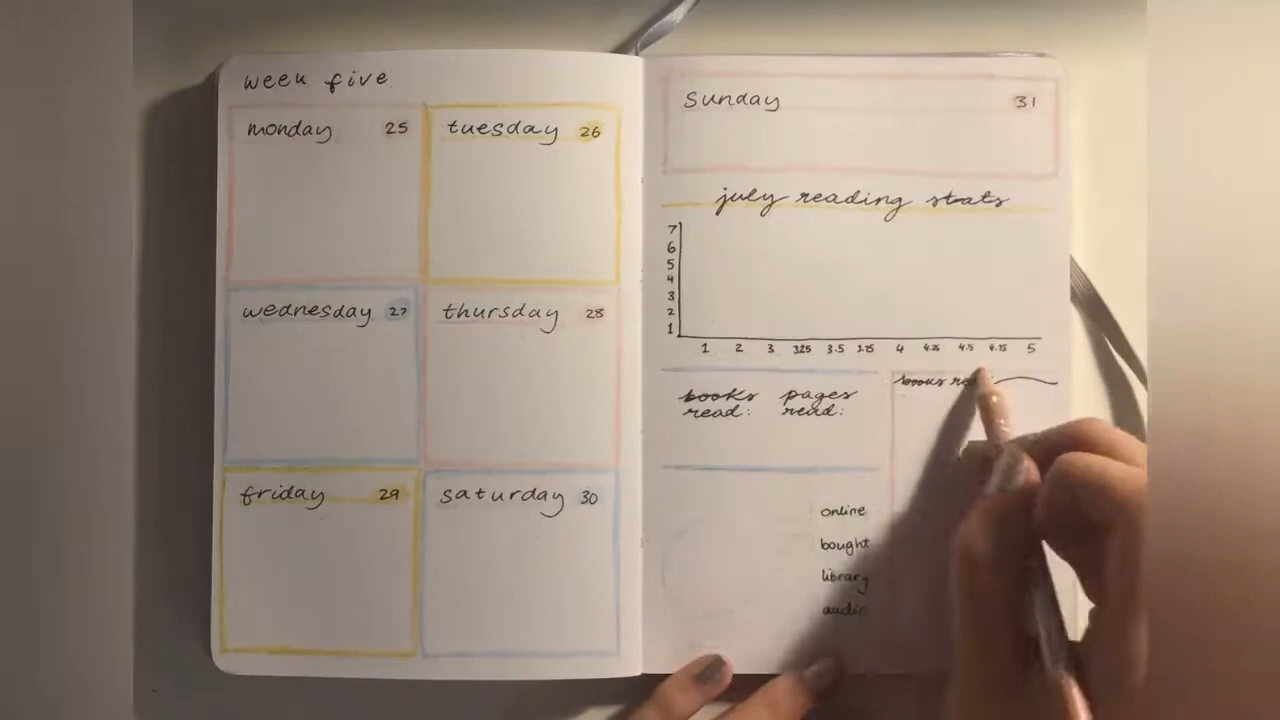 week five
monday 25
tuesday 26
wednesday 27
thursday 28
friday 29
saturday 30
sunday 31
july reading stats
7
6
5
4
3
2
1
1 2 3 3.25 3.5 3.75 4 4.25 4.5 4.75 5
books read:
pages read:
books
online
bought
library
audio